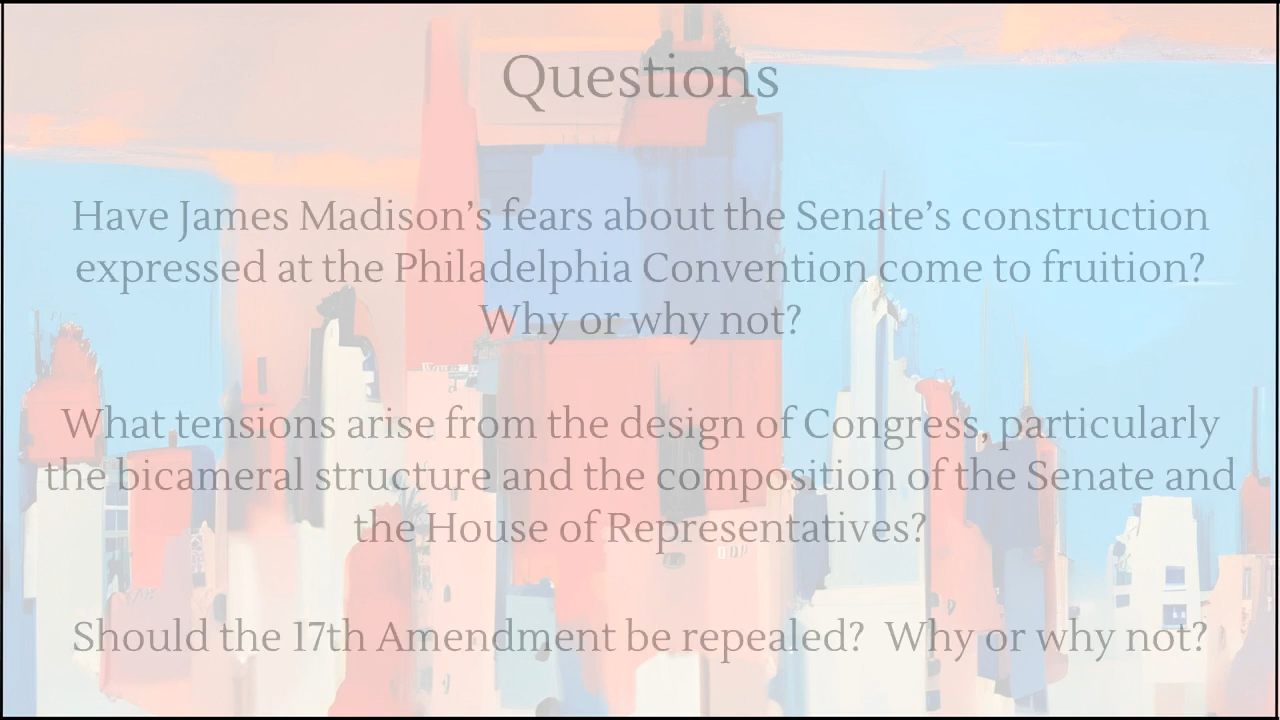 Questions
Have James Madison’s fears about the Senate’s construction
expressed at the Philadelphia Convention come to fruition?
Why or why not?
What tensions arise from the design of Congress, particularly
the bicameral structure and the composition of the Senate and
the House of Representatives?
Should the 17th Amendment be repealed?  Why or why not?